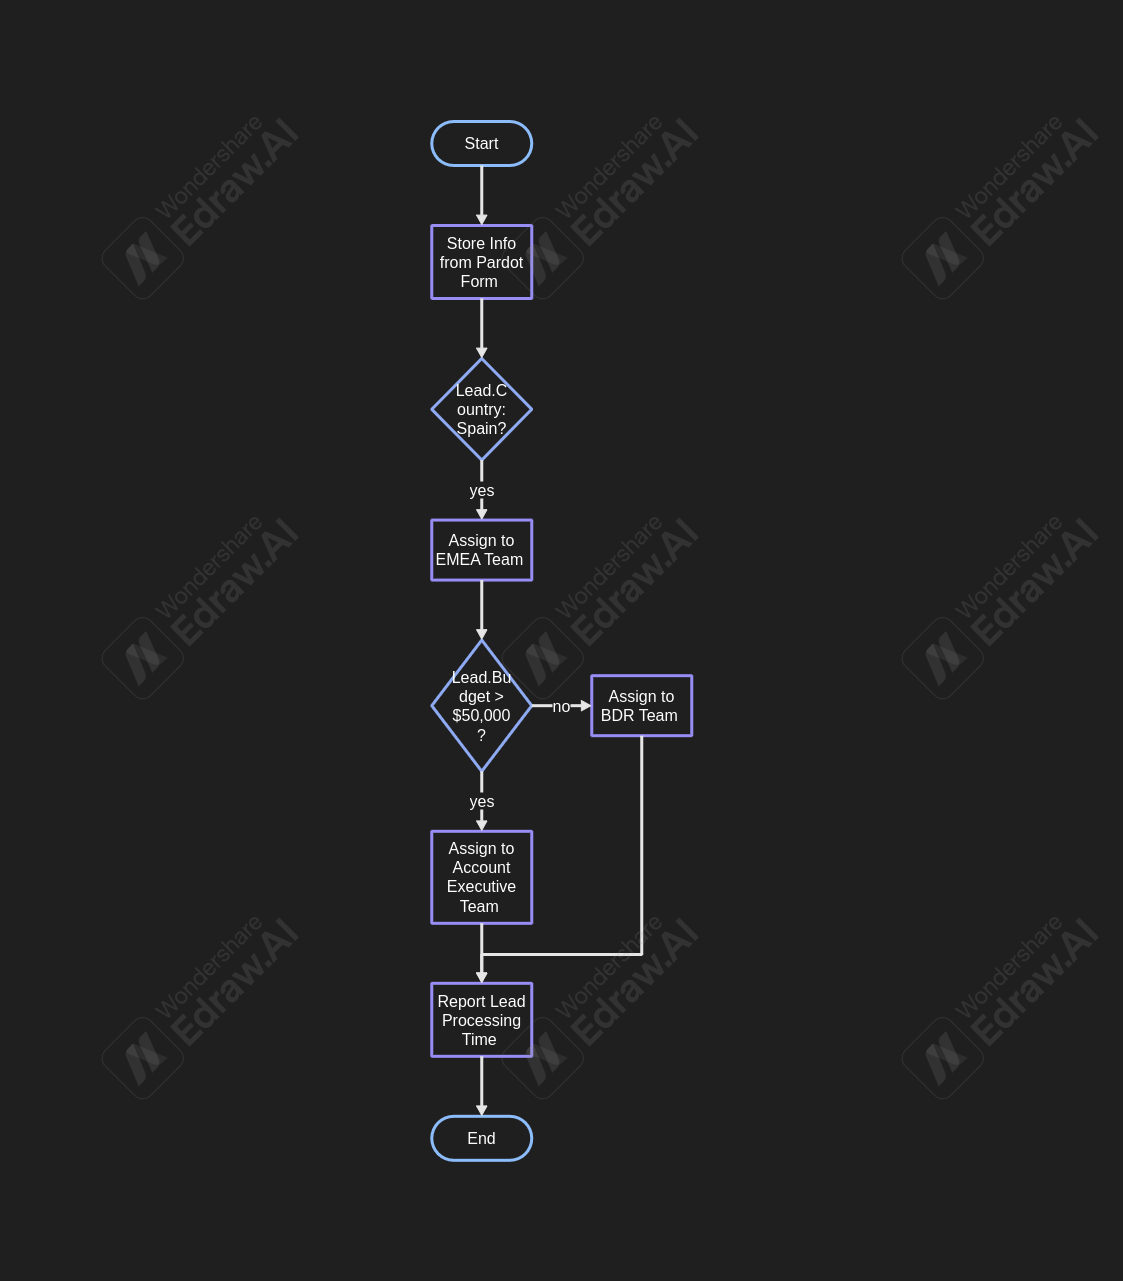 Start
Store Info
from Pardot
Form
Lead.C
ountry:
Spain?
yes
Assign to
EMEA Team
Lead.Bu
dget >
$50,000
?
no
Assign to
BDR Team
yes
Assign to
Account
Executive
Team
Report Lead
Processing
Time
End
Wondershare
Edraw.AI
Wondershare
Edraw.AI
Wondershare
Edraw.AI
Wondershare
Edraw.AI
Wondershare
Edraw.AI
Wondershare
Edraw.AI
Wondershare
Edraw.AI
Wondershare
Edraw.AI
Wondershare
Edraw.AI